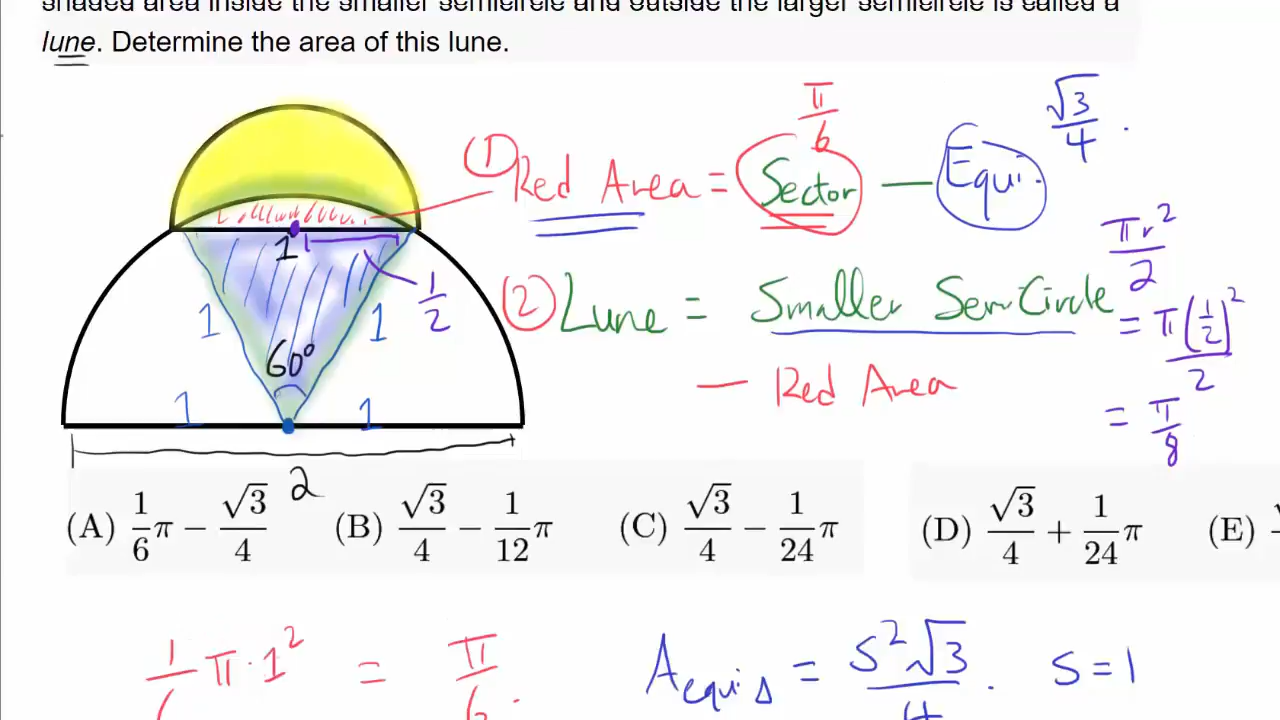 shaded area inside the smaller semicircle and outside the larger semicircle is called a
lune. Determine the area of this lune.
π/6
√3/4 .
① Red Area = Sector — Equi.
② Lune = Smaller SemiCircle
— Red Area
πr²/2
= π(1/2)²/2
= π/8
1
1/2
1 1
60°
1 1
2
(A) 1/6 π − √3/4 (B) √3/4 − 1/12 π (C) √3/4 − 1/24 π (D) √3/4 + 1/24 π (E)
π·1² = π/6 . A equi Δ = s²√3/4 . S = 1